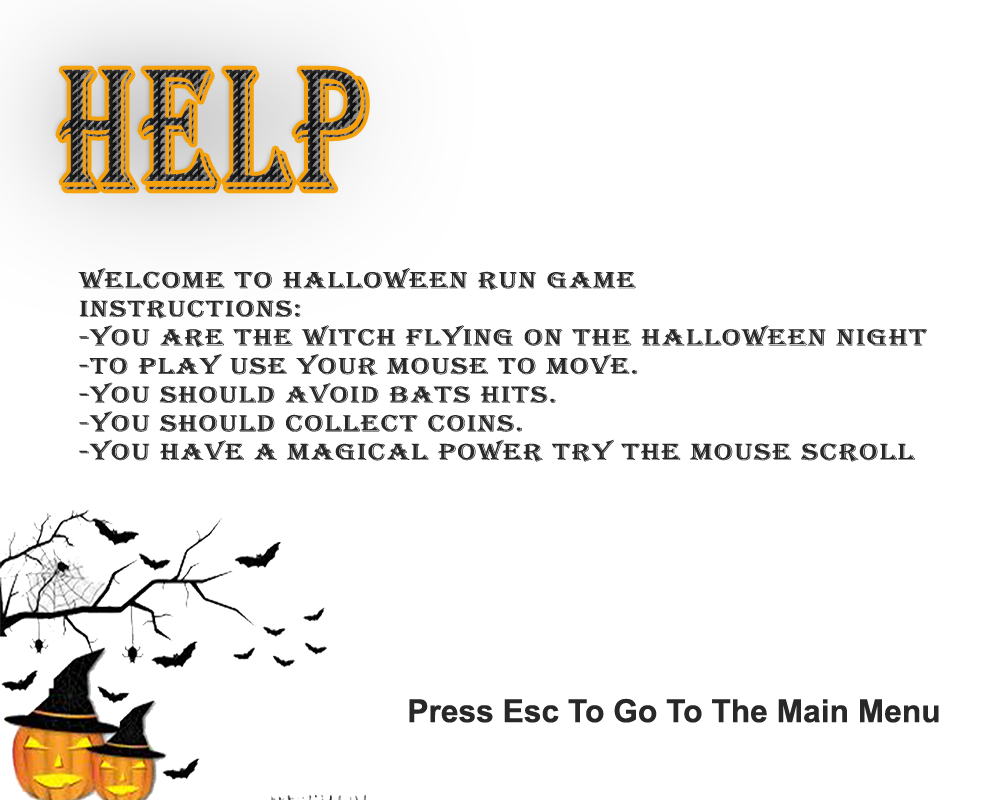 HELP
WELCOME TO HALLOWEEN RUN GAME
INSTRUCTIONS:
-YOU ARE THE WITCH FLYING ON THE HALLOWEEN NIGHT
-TO PLAY USE YOUR MOUSE TO MOVE.
-YOU SHOULD AVOID BATS HITS.
-YOU SHOULD COLLECT COINS.
-YOU HAVE A MAGICAL POWER TRY THE MOUSE SCROLL
Press Esc To Go To The Main Menu